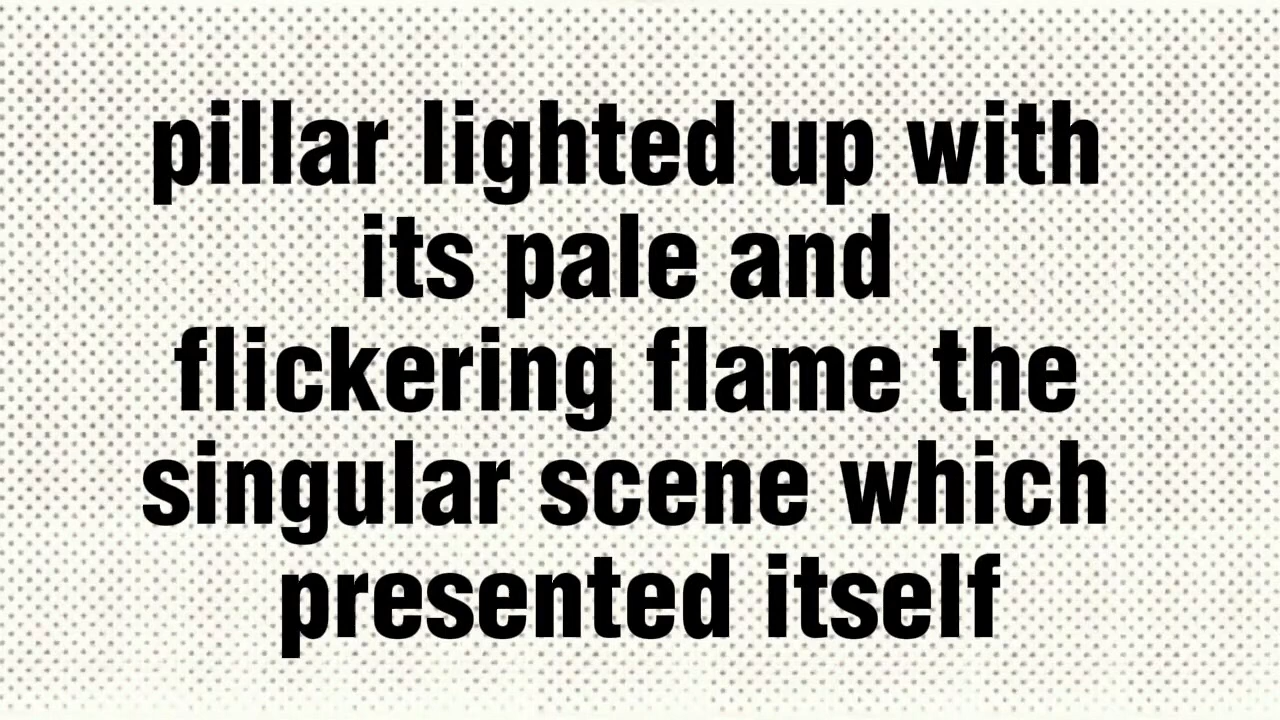 pillar lighted up with
its pale and
flickering flame the
singular scene which
presented itself